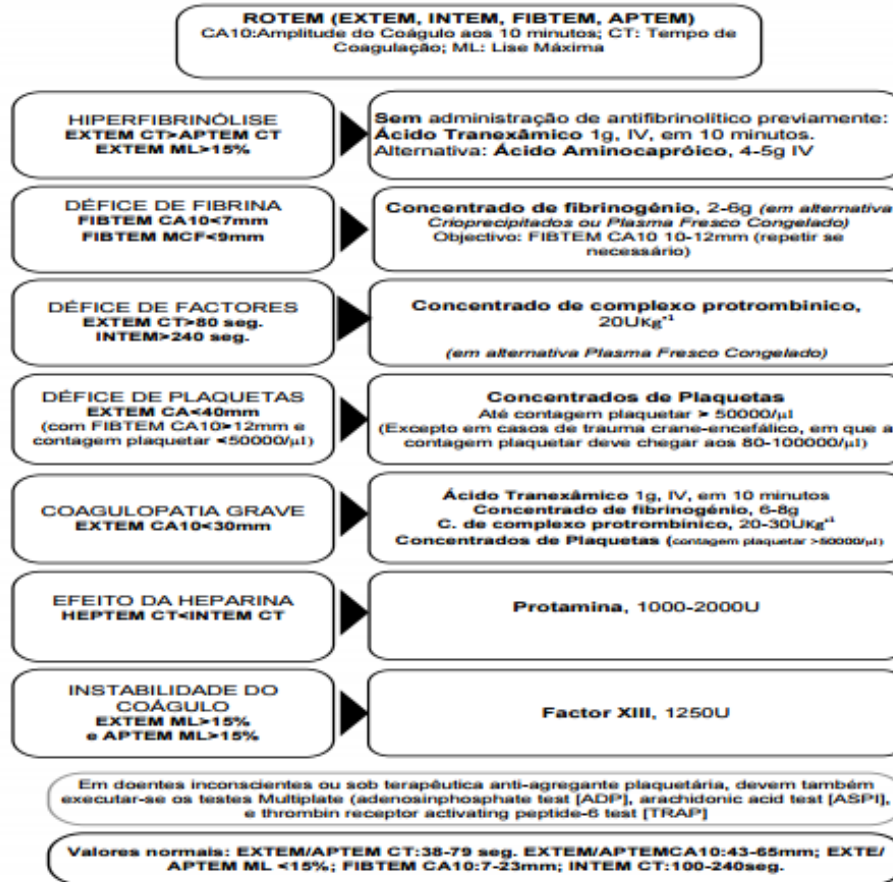 ROTEM (EXTEM, INTEM, FIBTEM, APTEM)
CA10:Amplitude do Coágulo aos 10 minutos; CT: Tempo de
Coagulação; ML: Lise Máxima
HIPERFIBRINÓLISE
EXTEM CT>APTEM CT
EXTEM ML>15%
Sem administração de antifibrinolítico previamente:
Ácido Tranexâmico 1g, IV, em 10 minutos.
Alternativa: Ácido Aminocapróico, 4-5g IV
DÉFICE DE FIBRINA
FIBTEM CA10<7mm
FIBTEM MCF<9mm
Concentrado de fibrinogénio, 2-6g (em alternativa
Crioprecipitados ou Plasma Fresco Congelado)
Objectivo: FIBTEM CA10 10-12mm (repetir se
necessário)
DÉFICE DE FACTORES
EXTEM CT>80 seg.
INTEM>240 seg.
Concentrado de complexo protrombinico,
20UKg⁻¹
(em alternativa Plasma Fresco Congelado)
DÉFICE DE PLAQUETAS
EXTEM CA<40mm
(com FIBTEM CA10>12mm e
contagem plaquetar <50000/µl)
Concentrados de Plaquetas
Até contagem plaquetar > 50000/µl
(Excepto em casos de trauma crane-encefálico, em que a
contagem plaquetar deve chegar aos 80-100000/µl)
COAGULOPATIA GRAVE
EXTEM CA10<30mm
Ácido Tranexâmico 1g, IV, em 10 minutos
Concentrado de fibrinogénio, 6-8g
C. de complexo protrombínico, 20-30UKg⁻¹
Concentrados de Plaquetas (contagem plaquetar >50000/µl)
EFEITO DA HEPARINA
HEPTEM CT<INTEM CT
Protamina, 1000-2000U
INSTABILIDADE DO
COÁGULO
EXTEM ML>15%
e APTEM ML>15%
Factor XIII, 1250U
Em doentes inconscientes ou sob terapêutica anti-agregante plaquetária, devem também
executar-se os testes Multiplate (adenosinphosphate test [ADP], arachidonic acid test [ASPI],
e thrombin receptor activating peptide-6 test [TRAP]
Valores normais: EXTEM/APTEM CT:38-79 seg. EXTEM/APTEMCA10:43-65mm; EXTE/
APTEM ML <15%; FIBTEM CA10:7-23mm; INTEM CT:100-240seg.